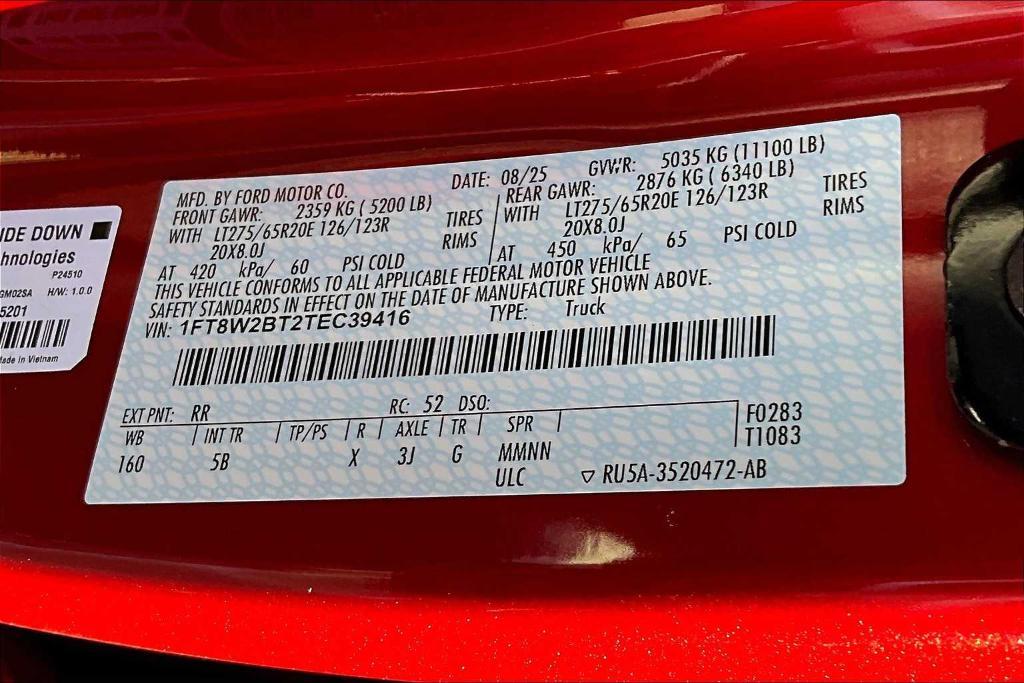 IDE DOWN
hnologies
P24510
GM02SA H/W: 1.0.0
5201
Made in Vietnam
MFD. BY FORD MOTOR CO.
DATE: 08/25 GVWR: 5035 KG (11100 LB)
FRONT GAWR: 2359 KG ( 5200 LB)
WITH LT275/65R20E 126/123R TIRES
20X8.0J RIMS
AT 420 kPa/ 60 PSI COLD
REAR GAWR: 2876 KG ( 6340 LB)
WITH LT275/65R20E 126/123R TIRES
20X8.0J RIMS
AT 450 kPa/ 65 PSI COLD
THIS VEHICLE CONFORMS TO ALL APPLICABLE FEDERAL MOTOR VEHICLE
SAFETY STANDARDS IN EFFECT ON THE DATE OF MANUFACTURE SHOWN ABOVE.
VIN: 1FT8W2BT2TEC39416 TYPE: Truck
EXT PNT: RR RC: 52 DSO:
WB INT TR TP/PS R AXLE TR SPR
160 5B X 3J G MMNN
ULC
F0283
T1083
▽ RU5A-3520472-AB